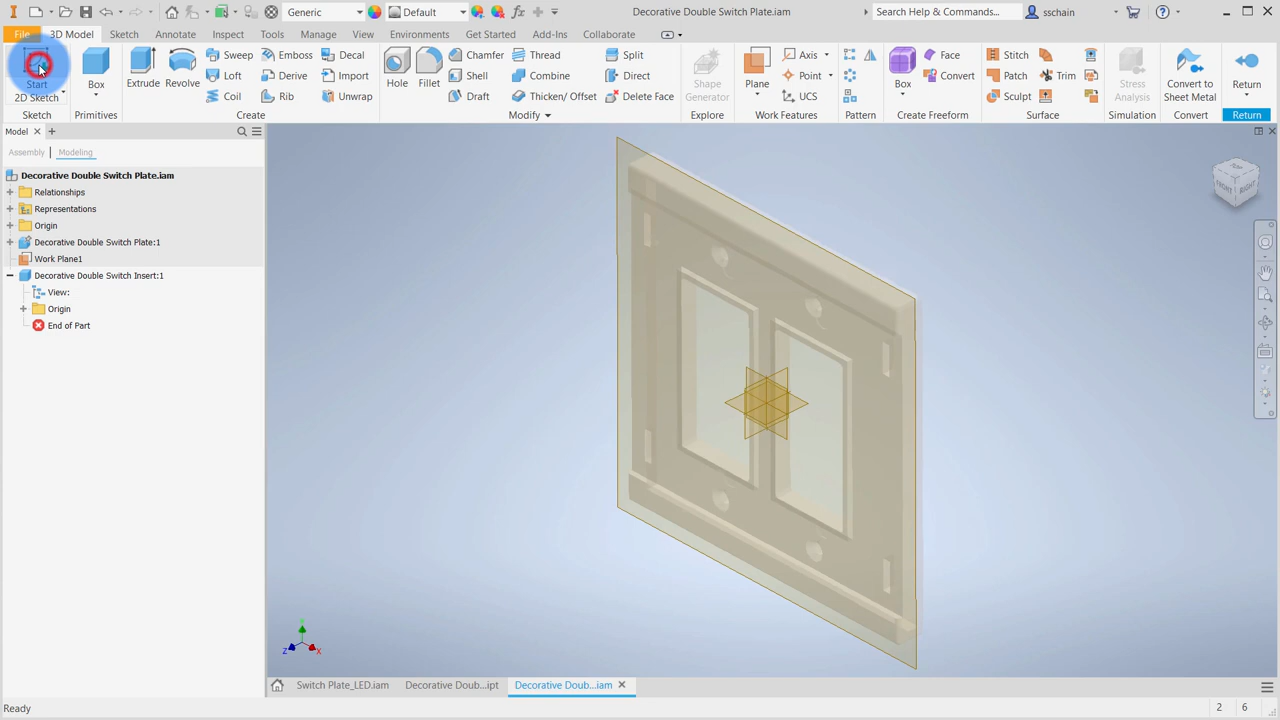 Generic
Default
Decorative Double Switch Plate.iam
Search Help & Commands...
sschain
File
3D Model
Sketch
Annotate
Inspect
Tools
Manage
View
Environments
Get Started
Add-Ins
Collaborate
Start
2D Sketch
Box
Extrude
Revolve
Sweep
Emboss
Decal
Loft
Derive
Import
Coil
Rib
Unwrap
Hole
Fillet
Chamfer
Thread
Split
Shell
Combine
Direct
Draft
Thicken/ Offset
Delete Face
Shape
Generator
Plane
Axis
Point
UCS
Box
Face
Convert
Stitch
Patch
Trim
Sculpt
Stress
Analysis
Convert to
Sheet Metal
Return
Sketch
Primitives
Create
Modify
Explore
Work Features
Pattern
Create Freeform
Surface
Simulation
Convert
Return
Model
Assembly
Modeling
Decorative Double Switch Plate.iam
Relationships
Representations
Origin
Decorative Double Switch Plate:1
Work Plane1
Decorative Double Switch Insert:1
View:
Origin
End of Part
FRONT
RIGHT
Z
X
Switch Plate_LED.iam
Decorative Doub...ipt
Decorative Doub...iam
Ready
2
6